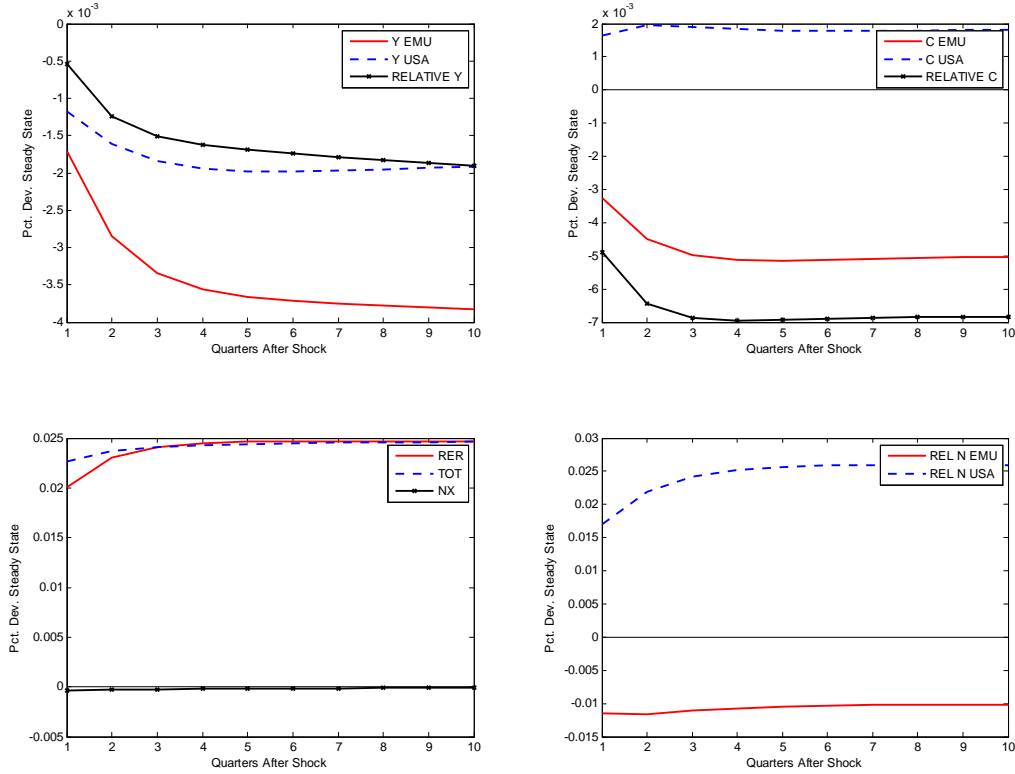 x 10^-3
0
-0.5
-1
-1.5
-2
-2.5
-3
-3.5
-4
Pct. Dev. Steady State
1 2 3 4 5 6 7 8 9 10
Quarters After Shock
Y EMU
Y USA
RELATIVE Y
x 10^-3
2
1
0
-1
-2
-3
-4
-5
-6
-7
Pct. Dev. Steady State
1 2 3 4 5 6 7 8 9 10
Quarters After Shock
C EMU
C USA
RELATIVE C
0.025
0.02
0.015
0.01
0.005
0
-0.005
Pct. Dev. Steady State
1 2 3 4 5 6 7 8 9 10
Quarters After Shock
RER
TOT
NX
0.03
0.025
0.02
0.015
0.01
0.005
0
-0.005
-0.01
-0.015
Pct. Dev. Steady State
1 2 3 4 5 6 7 8 9 10
Quarters After Shock
REL N EMU
REL N USA